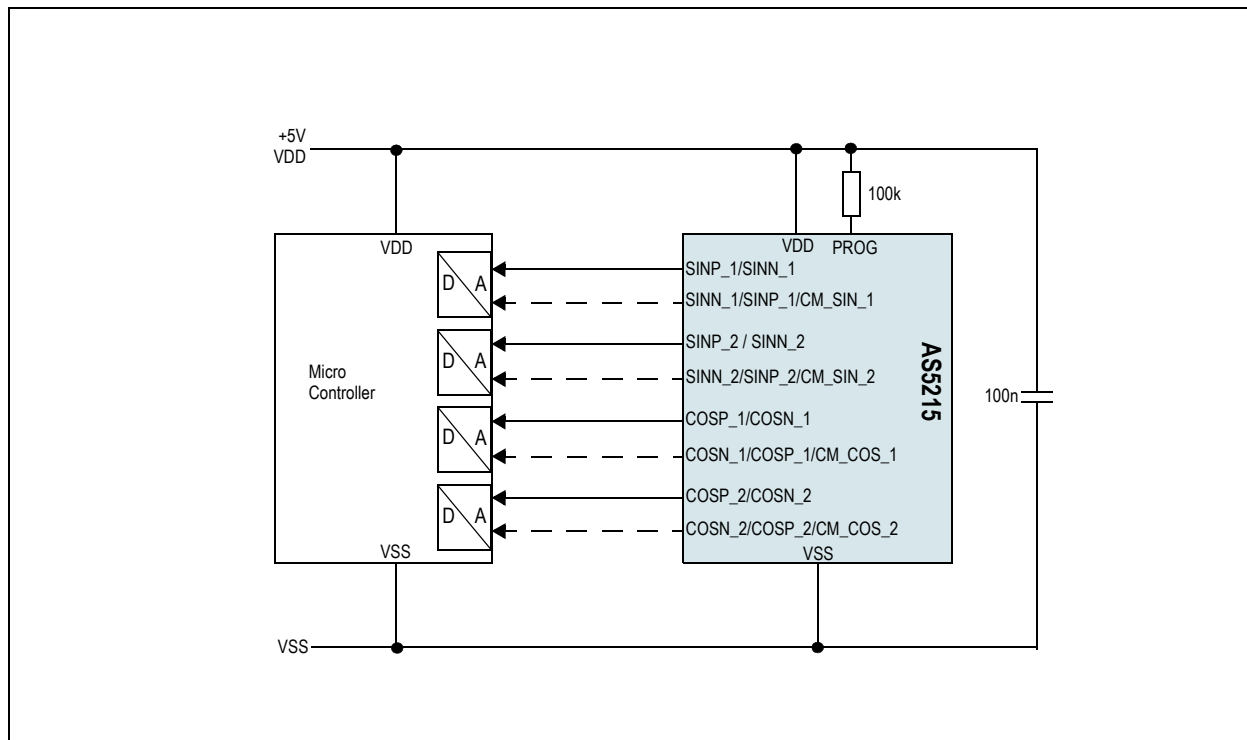 +5V
VDD
100k
VDD
VDD
PROG
D
A
SINP_1/SINN_1
SINN_1/SINP_1/CM_SIN_1
D
A
SINP_2 / SINN_2
SINN_2/SINP_2/CM_SIN_2
Micro
Controller
AS5215
100n
D
A
COSP_1/COSN_1
COSN_1/COSP_1/CM_COS_1
D
A
COSP_2/COSN_2
COSN_2/COSP_2/CM_COS_2
VSS
VSS
VSS